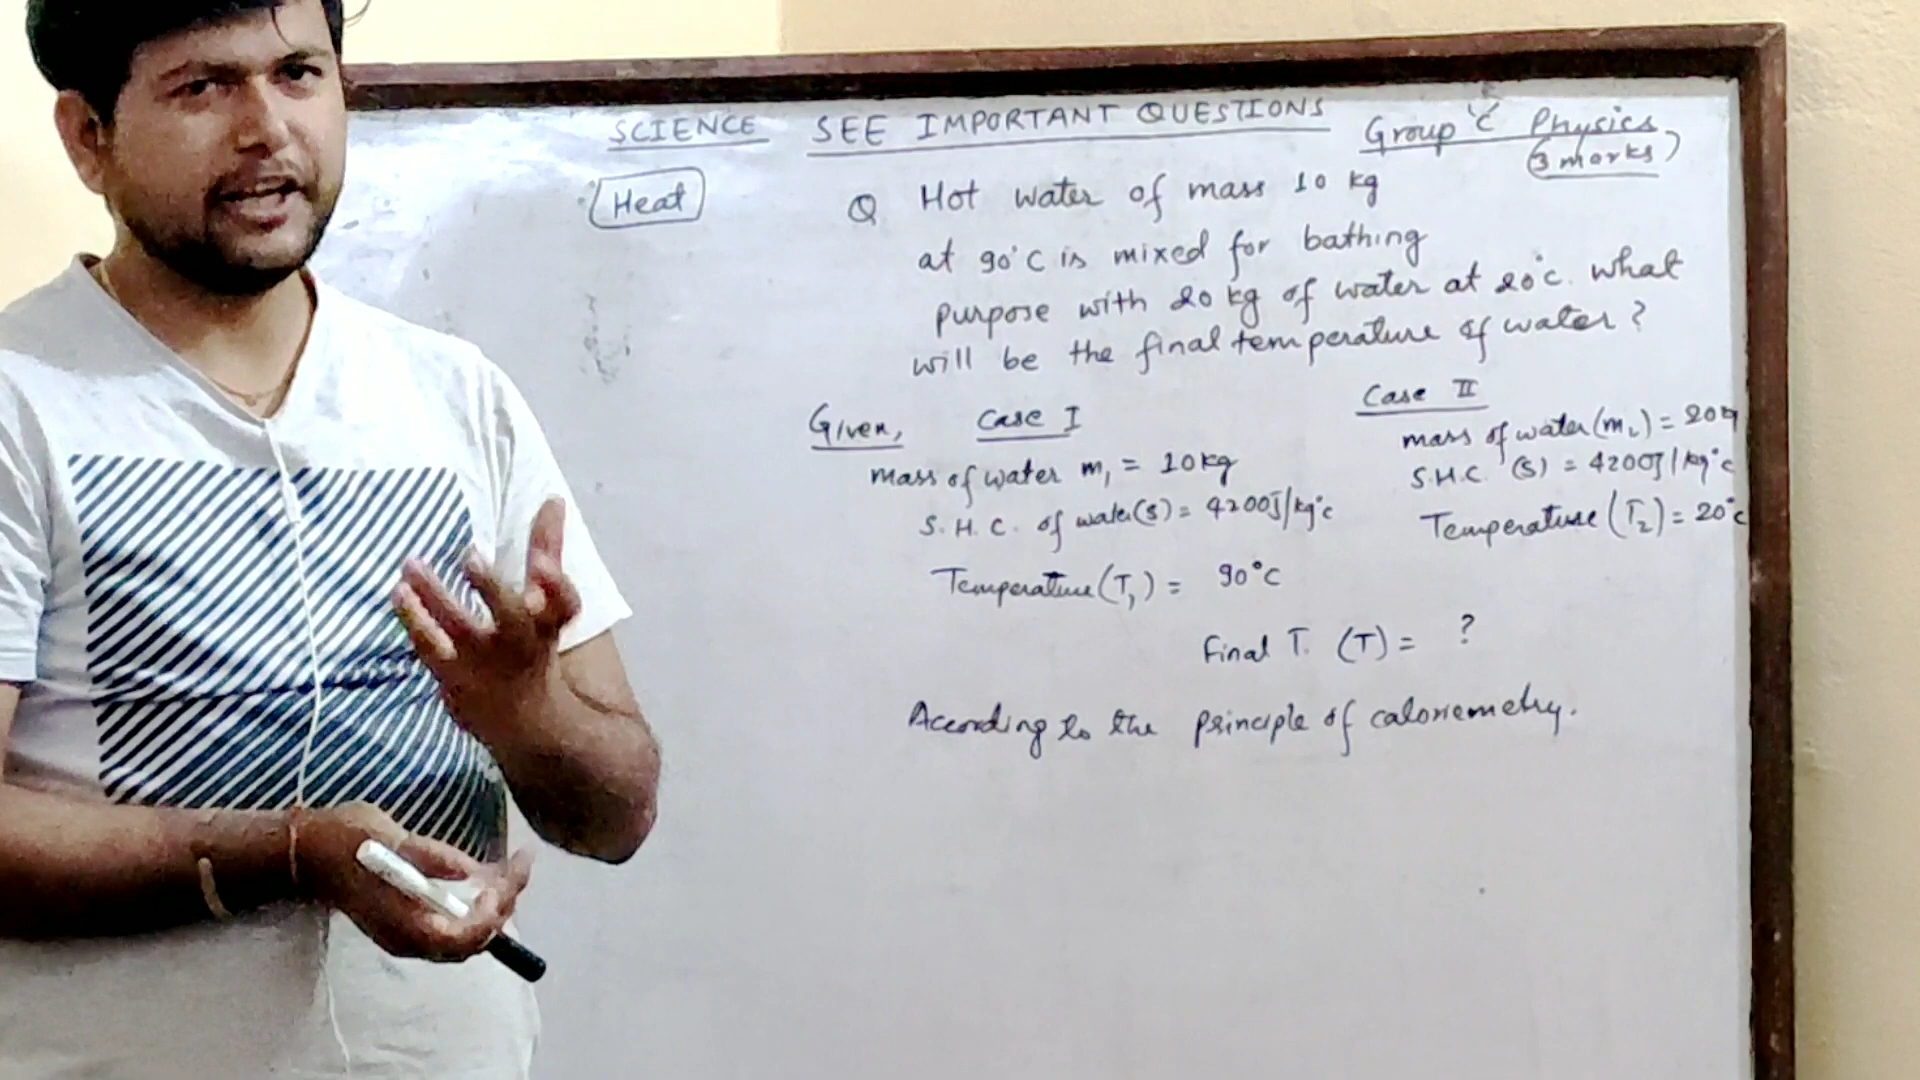 SCIENCE SEE IMPORTANT QUESTIONS
Group 'C' Physics
(3 marks)
Heat
Q Hot water of mass 10 kg
at 90°C is mixed for bathing
purpose with 20 kg of water at 20°C. what
will be the final temperature of water?
Given, Case I
mass of water m₁ = 10kg
S.H.C. of water(s) = 4200J/kg°C
Temperature (T₁) = 90°C
Case II
mass of water (m₂) = 20kg
S.H.C. (s) = 4200J/kg°C
Temperature (T₂) = 20°C
Final T. (T) = ?
According to the principle of caloriemetry.